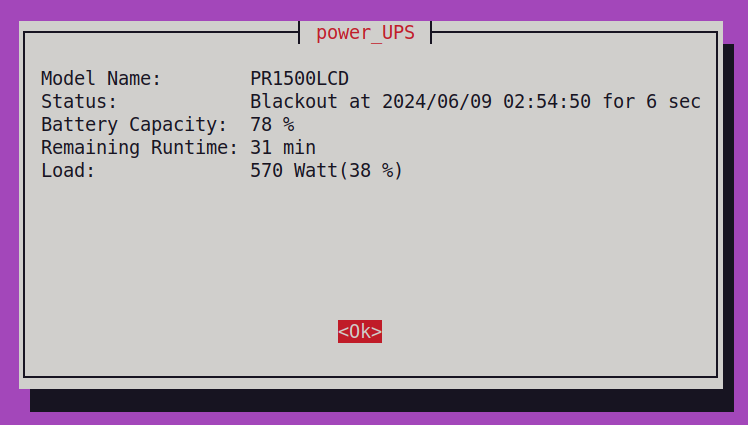 power_UPS
Model Name: PR1500LCD
Status: Blackout at 2024/06/09 02:54:50 for 6 sec
Battery Capacity: 78 %
Remaining Runtime: 31 min
Load: 570 Watt(38 %)
<Ok>